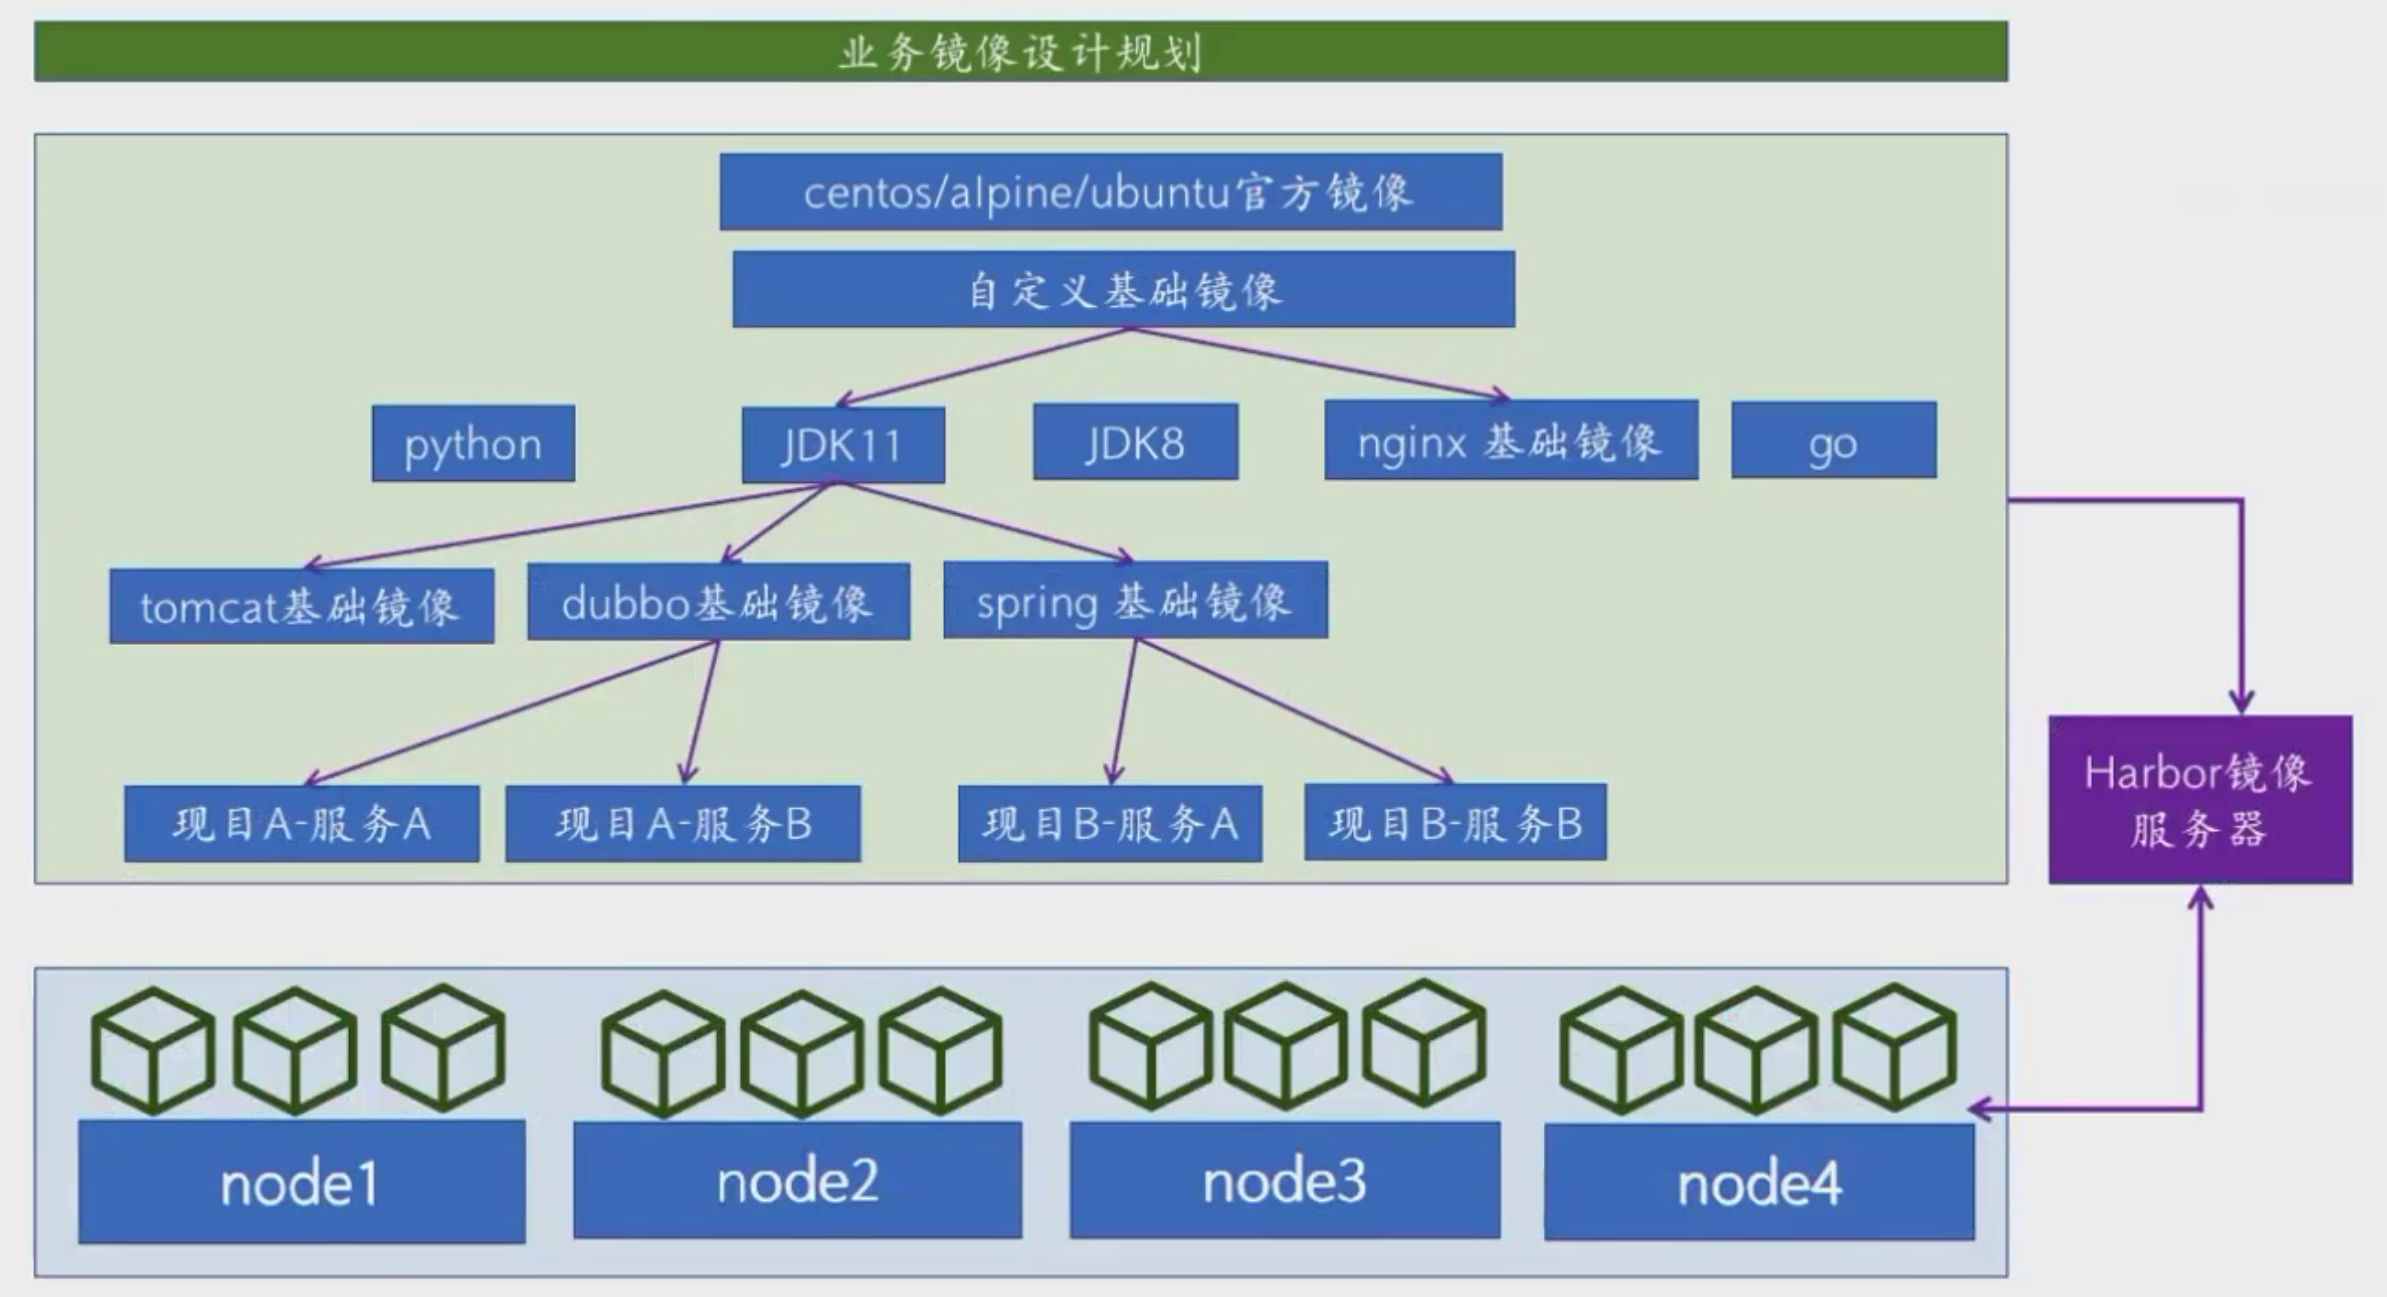 业务镜像设计规划
centos/alpine/ubuntu官方镜像
自定义基础镜像
python
JDK11
JDK8
nginx 基础镜像
go
tomcat基础镜像
dubbo基础镜像
spring 基础镜像
现目A-服务A
现目A-服务B
现目B-服务A
现目B-服务B
Harbor镜像
服务器
node1
node2
node3
node4